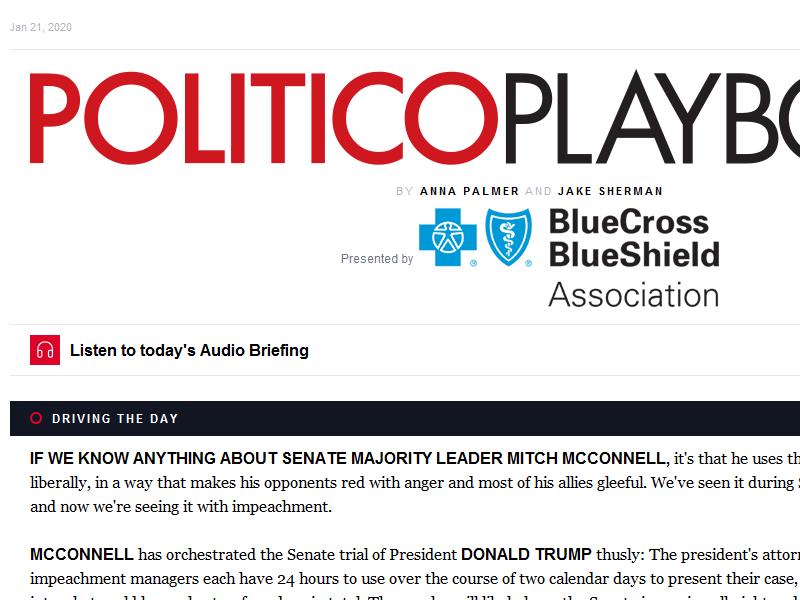 Jan 21, 2020
POLITICOPLAYBO
BY ANNA PALMER AND JAKE SHERMAN
Presented by
BlueCross
BlueShield
Association
Listen to today's Audio Briefing
DRIVING THE DAY
IF WE KNOW ANYTHING ABOUT SENATE MAJORITY LEADER MITCH MCCONNELL, it's that he uses th
liberally, in a way that makes his opponents red with anger and most of his allies gleeful. We've seen it during
and now we're seeing it with impeachment.
MCCONNELL has orchestrated the Senate trial of President DONALD TRUMP thusly: The president's attor
impeachment managers each have 24 hours to use over the course of two calendar days to present their case,